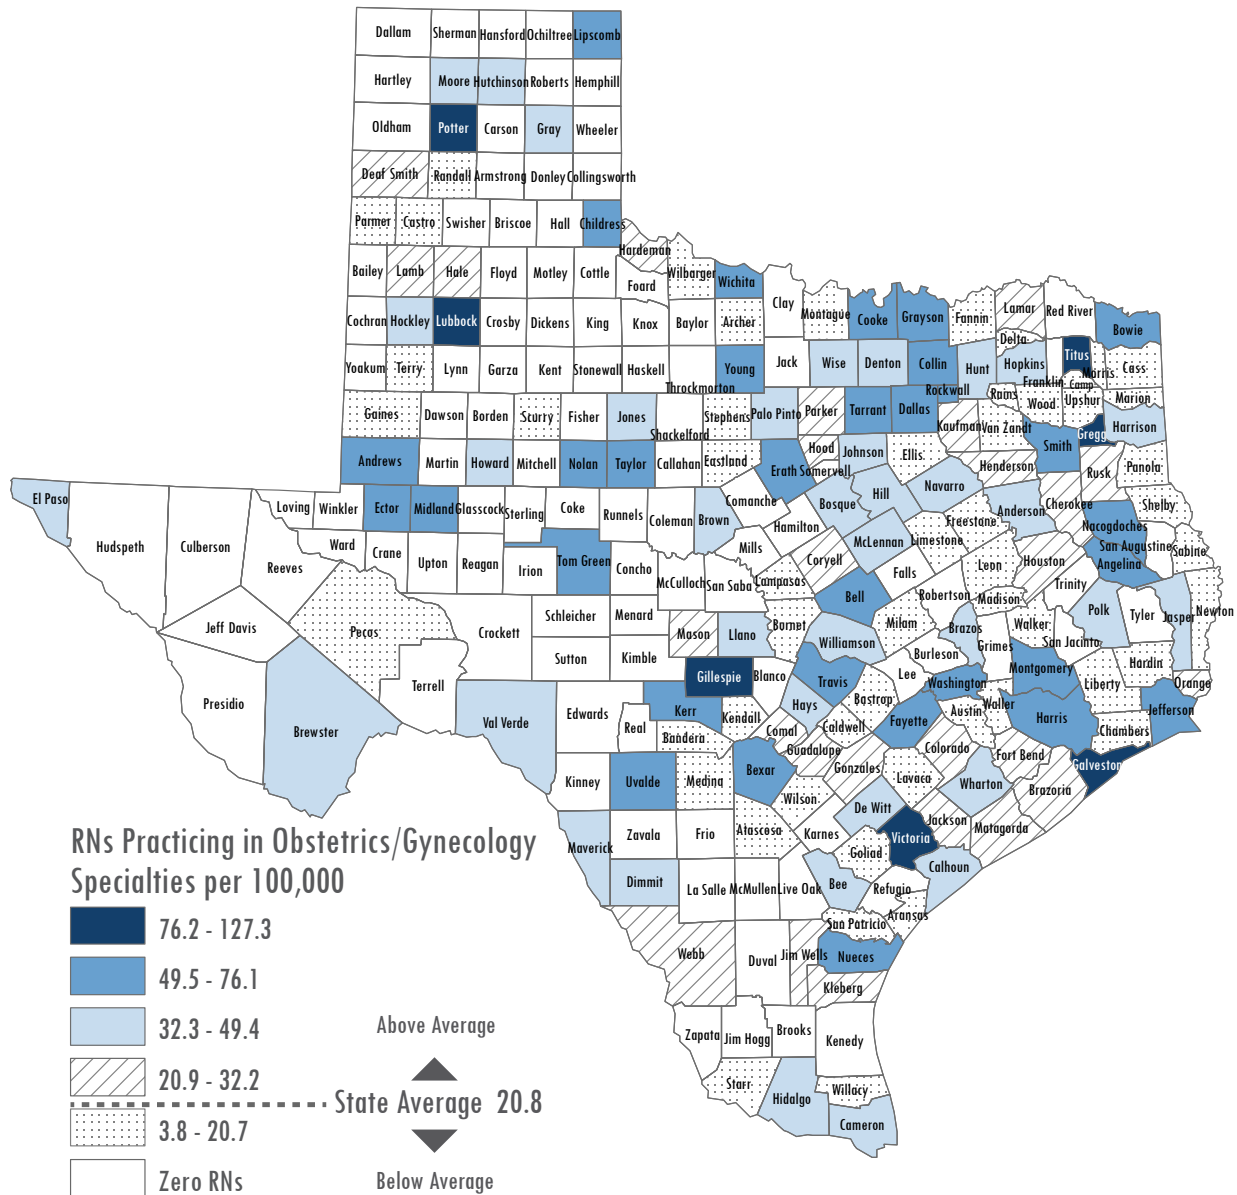 Dallam Sherman Hansford Ochiltree Lipscomb
Hartley Moore Hutchinson Roberts Hemphill
Oldham Potter Carson Gray Wheeler
Deaf Smith Randall Armstrong Donley Collingsworth
Parmer Castro Swisher Briscoe Hall Childress
Hardeman
Bailey Lamb Hale Floyd Motley Cottle Foard Wilbarger Wichita
Clay Montague Cooke Grayson Fannin Lamar Red River Bowie
Cochran Hockley Lubbock Crosby Dickens King Knox Baylor Archer
Delta Titus Morris Cass
Yoakum Terry Lynn Garza Kent Stonewall Haskell Throckmorton Young Jack Wise Denton Collin Hunt Hopkins Franklin Camp
Rockwall Rains Wood Upshur Marion
Gaines Dawson Borden Scurry Fisher Jones Shackelford Stephens Palo Pinto Parker Tarrant Dallas Kaufman Van Zandt Gregg Harrison
Andrews Martin Howard Mitchell Nolan Taylor Callahan Eastland Erath Hood Somervell Johnson Ellis Henderson Smith Rusk Panola
El Paso Hudspeth Culberson Loving Winkler Ector Midland Glasscock Sterling Coke Runnels Coleman Brown Comanche Bosque Hill Navarro Anderson Cherokee Shelby
Reeves Ward Crane Upton Reagan Irion Tom Green Concho McCulloch San Saba Mills Hamilton McLennan Limestone Freestone Nacogdoches San Augustine Sabine
Coryell Falls Leon Houston Angelina
Jeff Davis Pecos Crockett Schleicher Menard Mason Llano Lampasas Burnet Bell Milam Robertson Madison Trinity Polk Tyler Jasper Newton
Williamson Brazos Walker San Jacinto
Sutton Kimble Gillespie Blanco Travis Lee Burleson Grimes Montgomery Hardin Liberty Orange
Presidio Brewster Terrell Val Verde Edwards Real Kerr Kendall Bandera Hays Bastrop Washington Austin Waller Harris Chambers Jefferson
Comal Caldwell Fayette Colorado Fort Bend Galveston
Kinney Uvalde Medina Bexar Guadalupe Gonzales Lavaca Wharton Brazoria
Maverick Zavala Frio Atascosa Wilson Karnes De Witt Victoria Jackson Matagorda
Dimmit La Salle McMullen Live Oak Bee Goliad Refugio Calhoun Aransas
San Patricio
Webb Duval Jim Wells Nueces Kleberg
Zapata Jim Hogg Brooks Kenedy
Starr Hidalgo Willacy Cameron
RNs Practicing in Obstetrics/Gynecology
Specialties per 100,000
76.2 - 127.3
49.5 - 76.1
32.3 - 49.4
Above Average
20.9 - 32.2
State Average 20.8
3.8 - 20.7
Below Average
Zero RNs